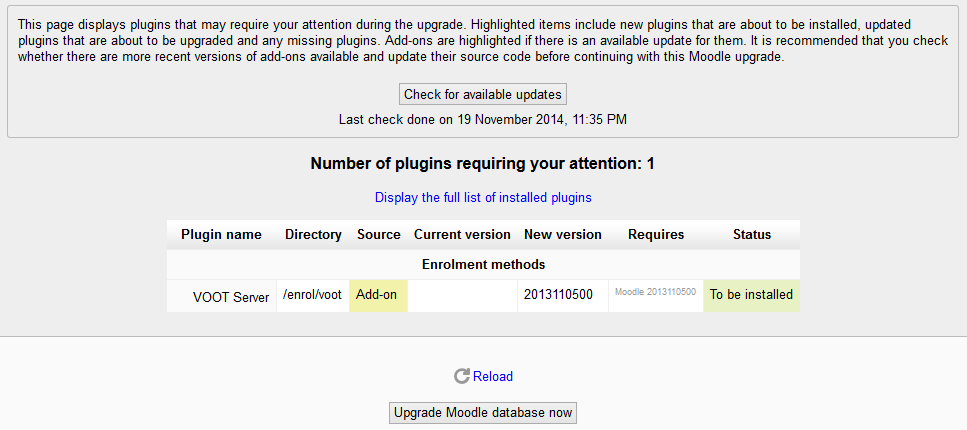 This page displays plugins that may require your attention during the upgrade. Highlighted items include new plugins that are about to be installed, updated
plugins that are about to be upgraded and any missing plugins. Add-ons are highlighted if there is an available update for them. It is recommended that you check
whether there are more recent versions of add-ons available and update their source code before continuing with this Moodle upgrade.
Check for available updates
Last check done on 19 November 2014, 11:35 PM
Number of plugins requiring your attention: 1
Display the full list of installed plugins
Plugin name Directory Source Current version New version Requires Status
Enrolment methods
VOOT Server /enrol/voot Add-on 2013110500 Moodle 2013110500 To be installed
Reload
Upgrade Moodle database now